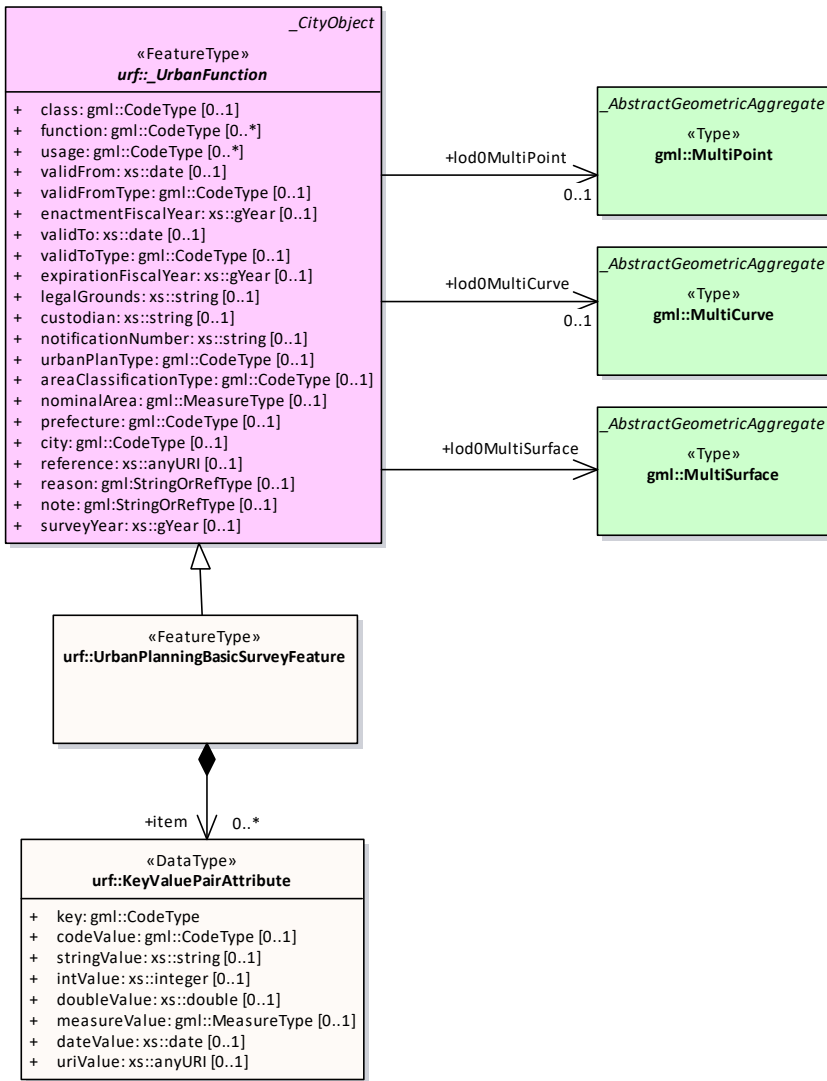 _CityObject
«FeatureType»
urf::_UrbanFunction
+ class: gml::CodeType [0..1]
+ function: gml::CodeType [0..*]
+ usage: gml::CodeType [0..*]
+ validFrom: xs::date [0..1]
+ validFromType: gml::CodeType [0..1]
+ enactmentFiscalYear: xs::gYear [0..1]
+ validTo: xs::date [0..1]
+ validToType: gml::CodeType [0..1]
+ expirationFiscalYear: xs::gYear [0..1]
+ legalGrounds: xs::string [0..1]
+ custodian: xs::string [0..1]
+ notificationNumber: xs::string [0..1]
+ urbanPlanType: gml::CodeType [0..1]
+ areaClassificationType: gml::CodeType [0..1]
+ nominalArea: gml::MeasureType [0..1]
+ prefecture: gml::CodeType [0..1]
+ city: gml::CodeType [0..1]
+ reference: xs::anyURI [0..1]
+ reason: gml:StringOrRefType [0..1]
+ note: gml:StringOrRefType [0..1]
+ surveyYear: xs::gYear [0..1]
+lod0MultiPoint
0..1
_AbstractGeometricAggregate
«Type»
gml::MultiPoint
+lod0MultiCurve
0..1
_AbstractGeometricAggregate
«Type»
gml::MultiCurve
+lod0MultiSurface
_AbstractGeometricAggregate
«Type»
gml::MultiSurface
«FeatureType»
urf::UrbanPlanningBasicSurveyFeature
+item 0..*
«DataType»
urf::KeyValuePairAttribute
+ key: gml::CodeType
+ codeValue: gml::CodeType [0..1]
+ stringValue: xs::string [0..1]
+ intValue: xs::integer [0..1]
+ doubleValue: xs::double [0..1]
+ measureValue: gml::MeasureType [0..1]
+ dateValue: xs::date [0..1]
+ uriValue: xs::anyURI [0..1]